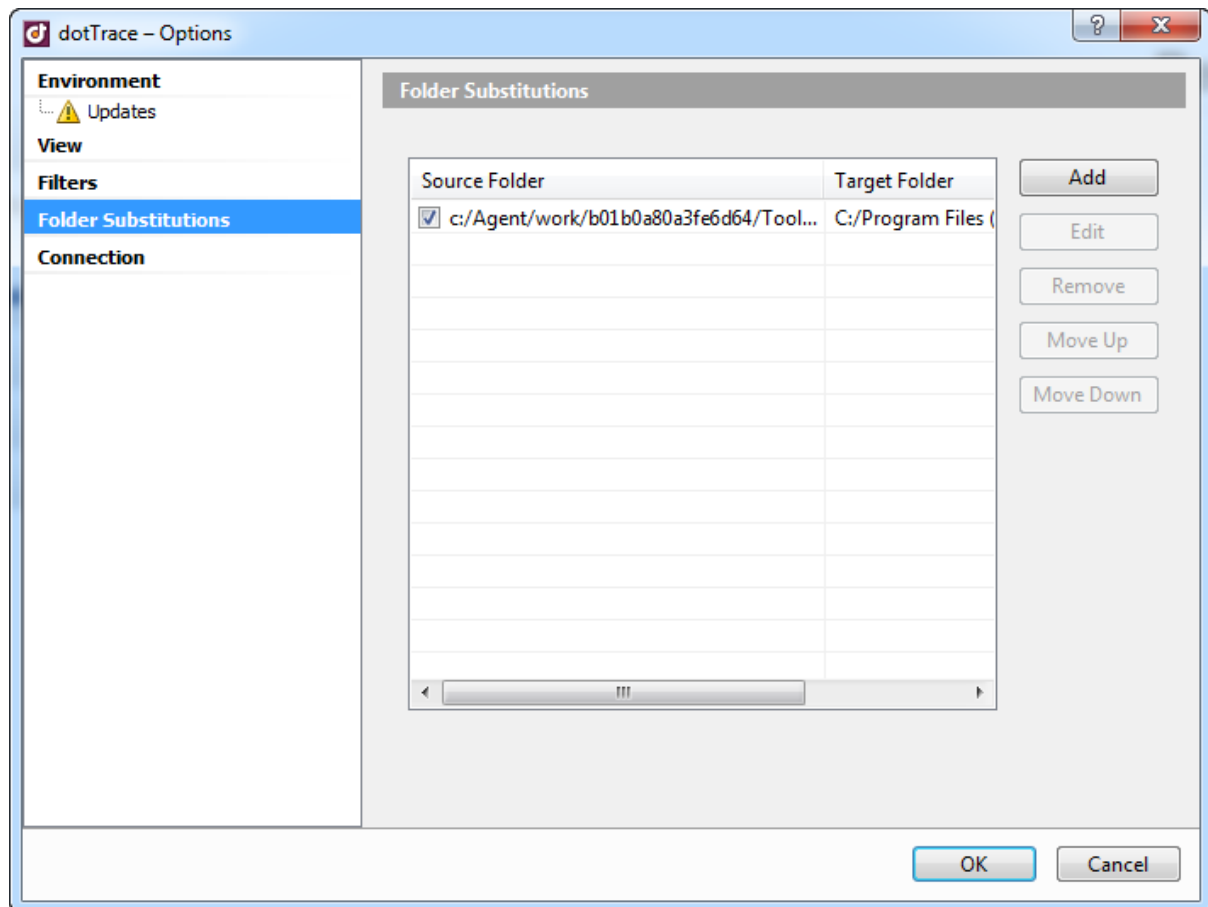 dotTrace – Options
Environment
Updates
View
Filters
Folder Substitutions
Connection
Folder Substitutions
Source Folder Target Folder
c:/Agent/work/b01b0a80a3fe6d64/Tool... C:/Program Files (
Add
Edit
Remove
Move Up
Move Down
OK Cancel